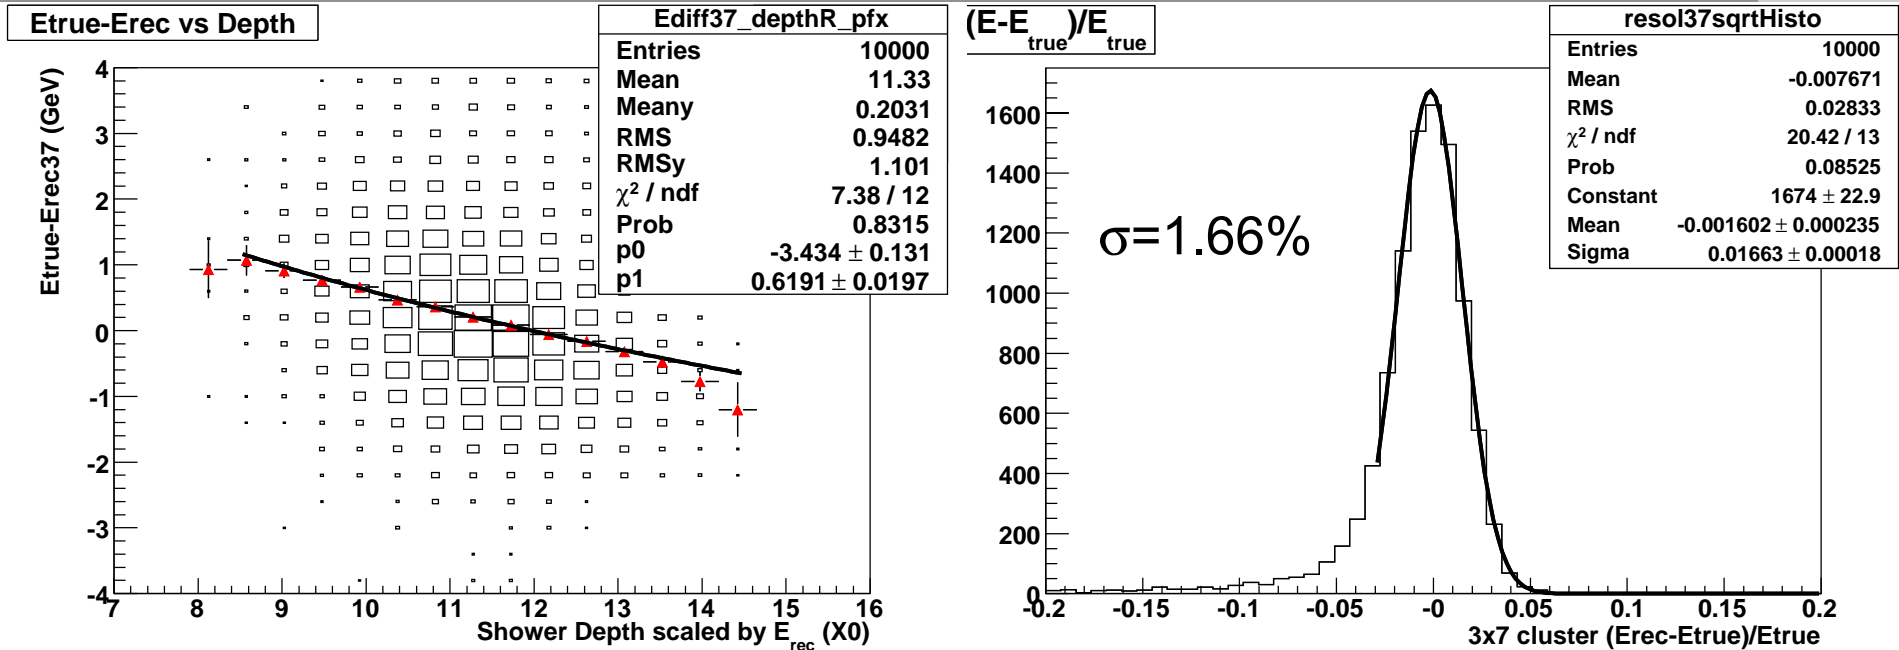 Etrue-Erec vs Depth
Ediff37_depthR_pfx
Entries 10000
Mean 11.33
Meany 0.2031
RMS 0.9482
RMSy 1.101
χ² / ndf 7.38 / 12
Prob 0.8315
p0 -3.434 ± 0.131
p1 0.6191 ± 0.0197
Etrue-Erec37 (GeV)
4
3
2
1
0
-1
-2
-3
-4
7 8 9 10 11 12 13 14 15 16
Shower Depth scaled by E_rec (X0)
(E-E_true)/E_true
resol37sqrtHisto
Entries 10000
Mean -0.007671
RMS 0.02833
χ² / ndf 20.42 / 13
Prob 0.08525
Constant 1674 ± 22.9
Mean -0.001602 ± 0.000235
Sigma 0.01663 ± 0.00018
σ=1.66%
1600
1400
1200
1000
800
600
400
200
0
-0.2 -0.15 -0.1 -0.05 -0 0.05 0.1 0.15 0.2
3x7 cluster (Erec-Etrue)/Etrue